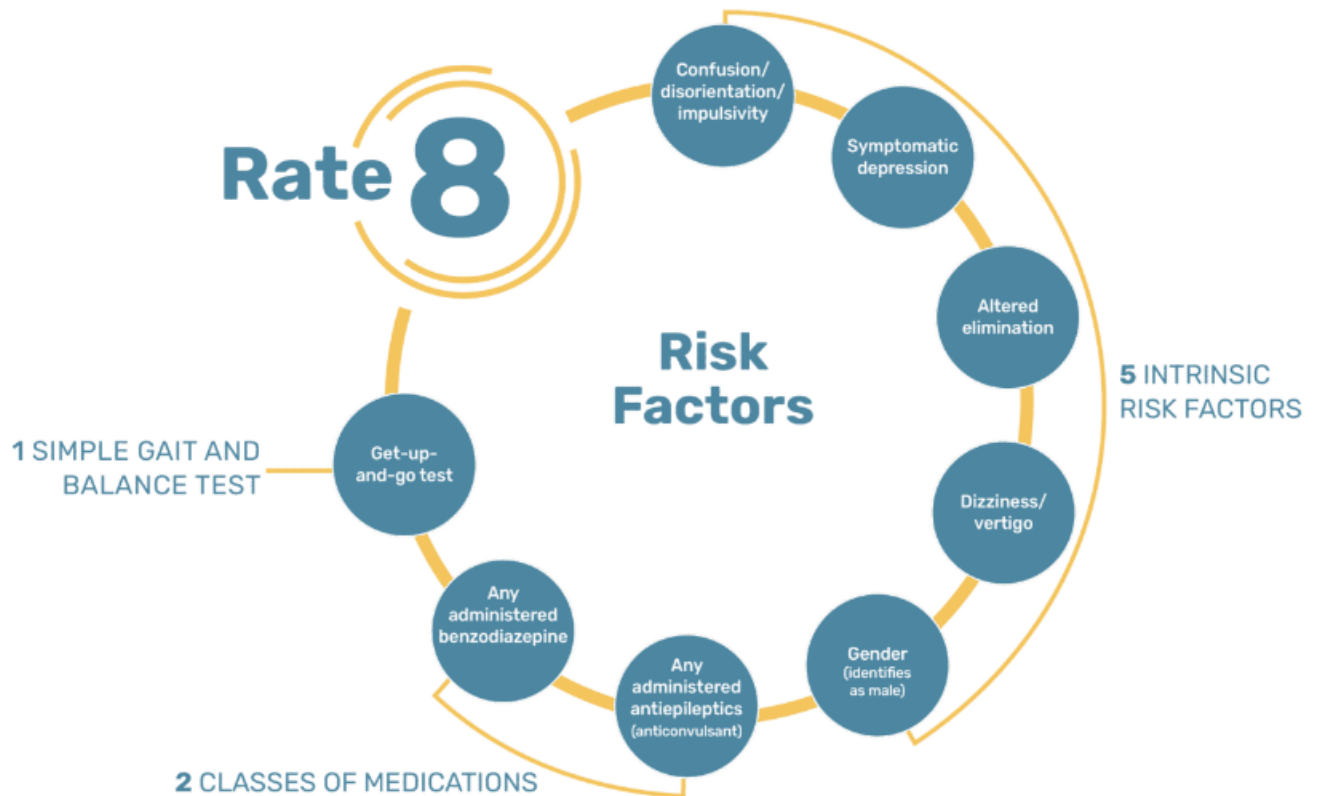 Rate 8
Risk
Factors
Confusion/
disorientation/
impulsivity
Symptomatic
depression
Altered
elimination
Dizziness/
vertigo
Gender
(identifies
as male)
5 INTRINSIC
RISK FACTORS
Any
administered
antiepileptics
(anticonvulsant)
Any
administered
benzodiazepine
2 CLASSES OF MEDICATIONS
Get-up-
and-go test
1 SIMPLE GAIT AND
BALANCE TEST